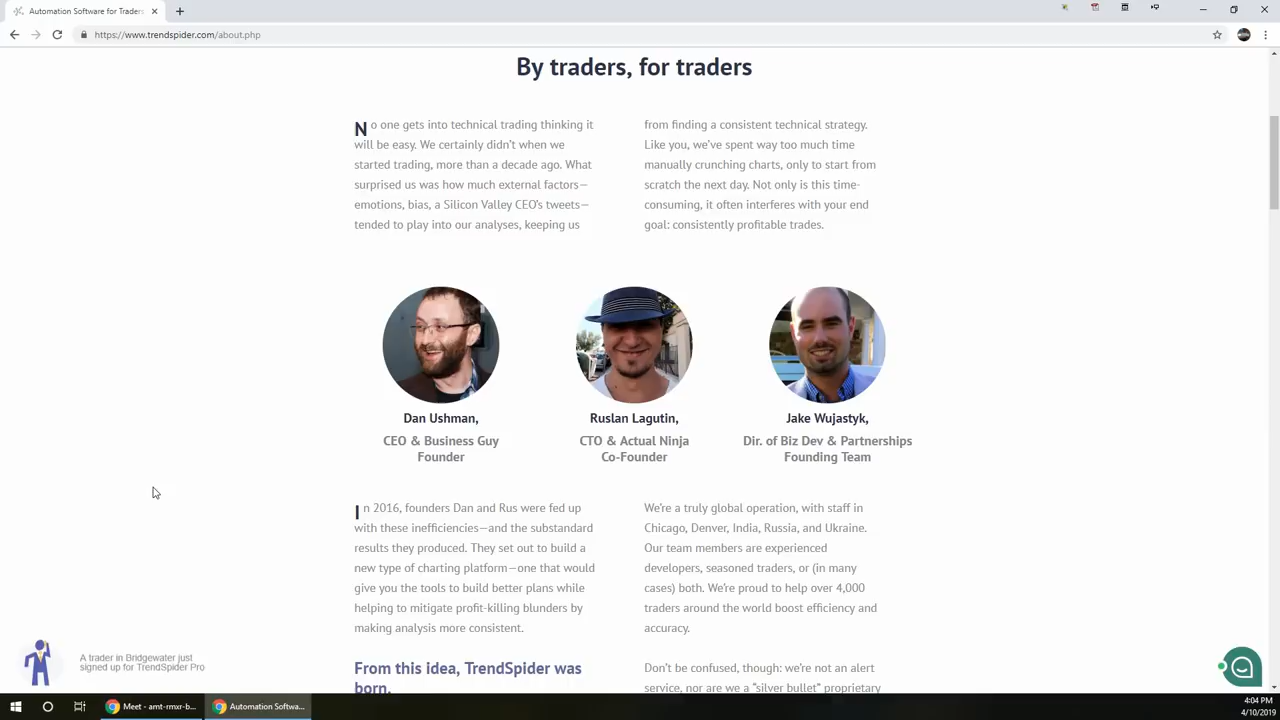 Automation Software for Traders
https://www.trendspider.com/about.php
By traders, for traders
No one gets into technical trading thinking it
will be easy. We certainly didn't when we
started trading, more than a decade ago. What
surprised us was how much external factors—
emotions, bias, a Silicon Valley CEO's tweets—
tended to play into our analyses, keeping us
from finding a consistent technical strategy.
Like you, we've spent way too much time
manually crunching charts, only to start from
scratch the next day. Not only is this time-
consuming, it often interferes with your end
goal: consistently profitable trades.
Dan Ushman,
CEO & Business Guy
Founder
Ruslan Lagutin,
CTO & Actual Ninja
Co-Founder
Jake Wujastyk,
Dir. of Biz Dev & Partnerships
Founding Team
In 2016, founders Dan and Rus were fed up
with these inefficiencies—and the substandard
results they produced. They set out to build a
new type of charting platform—one that would
give you the tools to build better plans while
helping to mitigate profit-killing blunders by
making analysis more consistent.
From this idea, TrendSpider was
born.
We're a truly global operation, with staff in
Chicago, Denver, India, Russia, and Ukraine.
Our team members are experienced
developers, seasoned traders, or (in many
cases) both. We're proud to help over 4,000
traders around the world boost efficiency and
accuracy.
Don't be confused, though: we're not an alert
service, nor are we a "silver bullet" proprietary
A trader in Bridgewater just
signed up for TrendSpider Pro
Meet - amt-rmxr-b...
Automation Softwa...
4:04 PM
4/10/2019